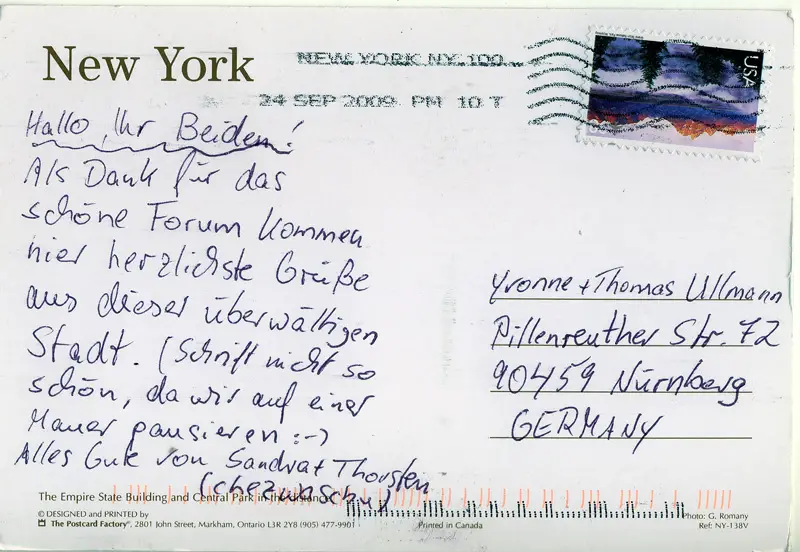 New York
NEW YORK NY 100
24 SEP 2009 PM 10 T
USA
Hallo, Ihr Beiden!
Als Dank für das
schöne Forum kommen
hier herzlichste Grüße
aus dieser überwältigen
Stadt. (Schrift nicht so
schön, da wir auf einer
Mauer pausieren :-)
Alles Gute von Sandra + Thorsten
(chezunshu)
Yvonne + Thomas Ullmann
Pillenreuther Str. 72
90459 Nürnberg
GERMANY
The Empire State Building and Central Park in the distance
© DESIGNED and PRINTED by
The Postcard Factory®, 2801 John Street, Markham, Ontario L3R 2Y8 (905) 477-9901
Printed in Canada
Photo: G. Romany
Ref: NY-138V